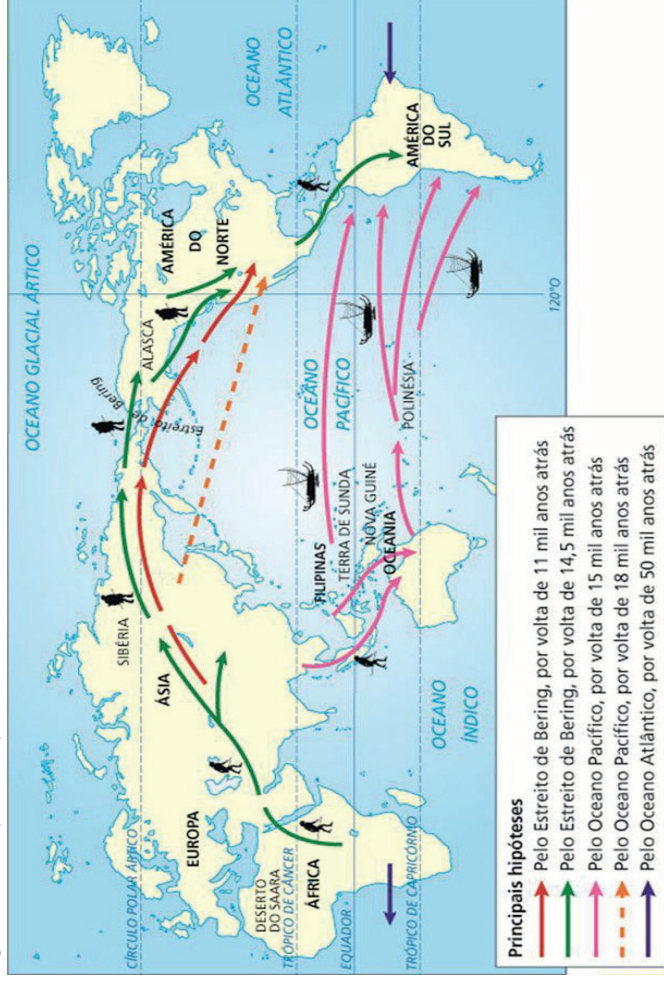 OCEANO GLACIAL ÁRTICO
CÍRCULO POLAR ÁRTICO
SIBÉRIA
ALASCA
Estreito de Bering
AMÉRICA
DO
NORTE
EUROPA
ÁSIA
OCEANO
ATLÂNTICO
DESERTO
DO SAARA
TRÓPICO DE CÂNCER
ÁFRICA
FILIPINAS
TERRA DE SUNDA
NOVA GUINÉ
OCEANIA
OCEANO
PACÍFICO
EQUADOR
POLINÉSIA
AMÉRICA
DO
SUL
OCEANO
ÍNDICO
TRÓPICO DE CAPRICÓRNIO
120°O
Principais hipóteses
Pelo Estreito de Bering, por volta de 11 mil anos atrás
Pelo Estreito de Bering, por volta de 14,5 mil anos atrás
Pelo Oceano Pacífico, por volta de 15 mil anos atrás
Pelo Oceano Pacífico, por volta de 18 mil anos atrás
Pelo Oceano Atlântico, por volta de 50 mil anos atrás